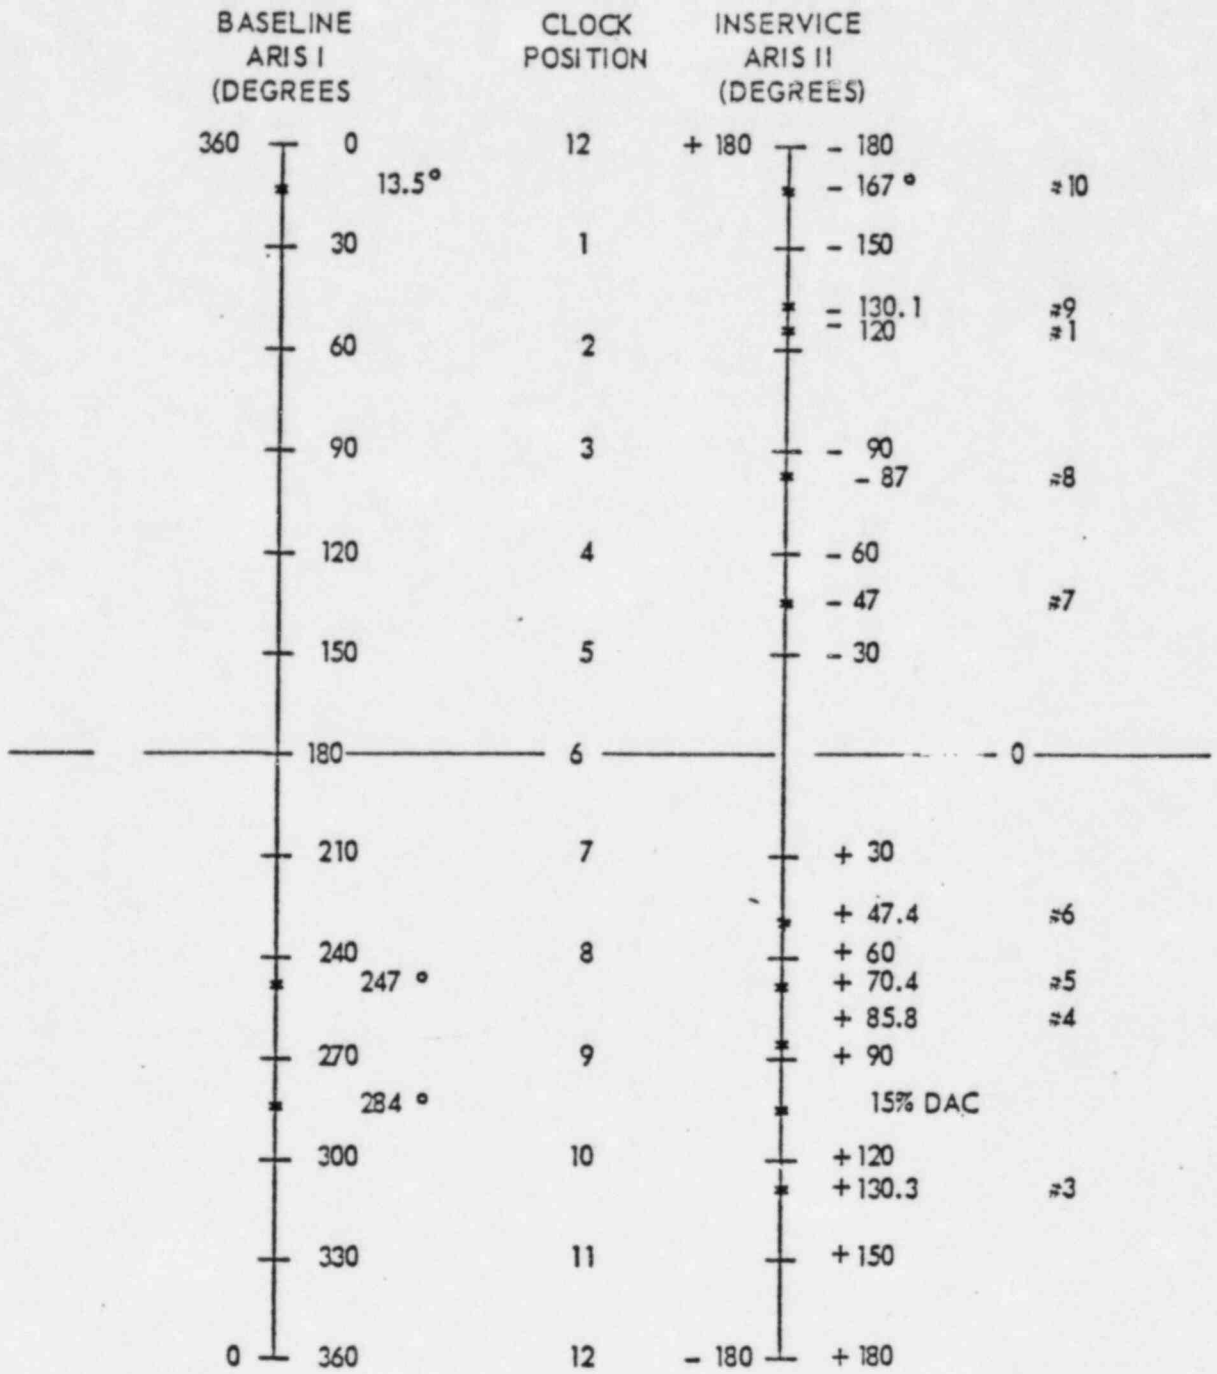 BASELINE CLOCK INSERVICE
ARIS I POSITION ARIS II
(DEGREES (DEGREES)
360 0 12 + 180 - 180
13.5° - 167° #10
30 1 - 150
- 130.1 #9
- 120 #1
60 2
90 3 - 90
- 87 #8
120 4 - 60
- 47 #7
150 5 - 30
180 6 0
210 7 + 30
+ 47.4 #6
240 8 + 60
247° + 70.4 #5
+ 85.8 #4
270 9 + 90
284° 15% DAC
300 10 +120
+130.3 #3
330 11 +150
0 360 12 - 180 +180